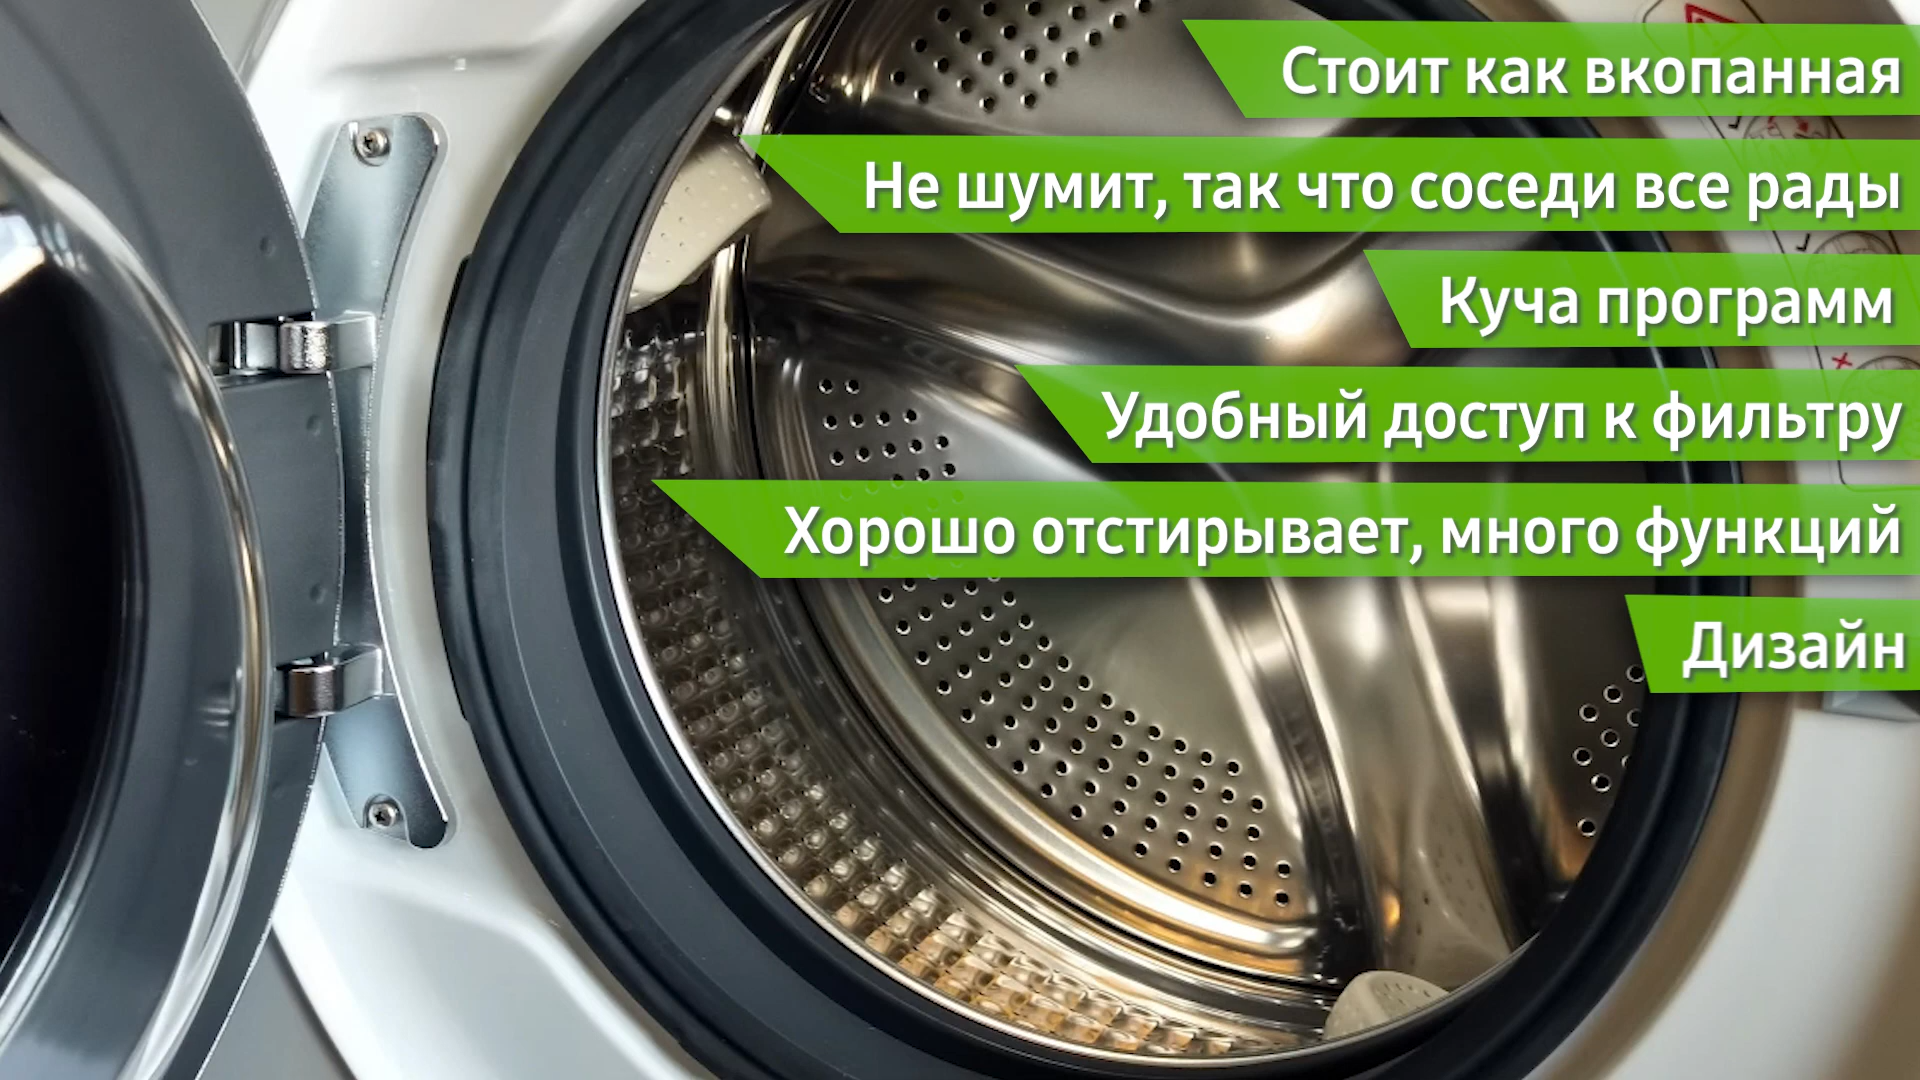 Стоит как вкопанная
Не шумит, так что соседи все рады
Куча программ
Удобный доступ к фильтру
Хорошо отстирывает, много функций
Дизайн